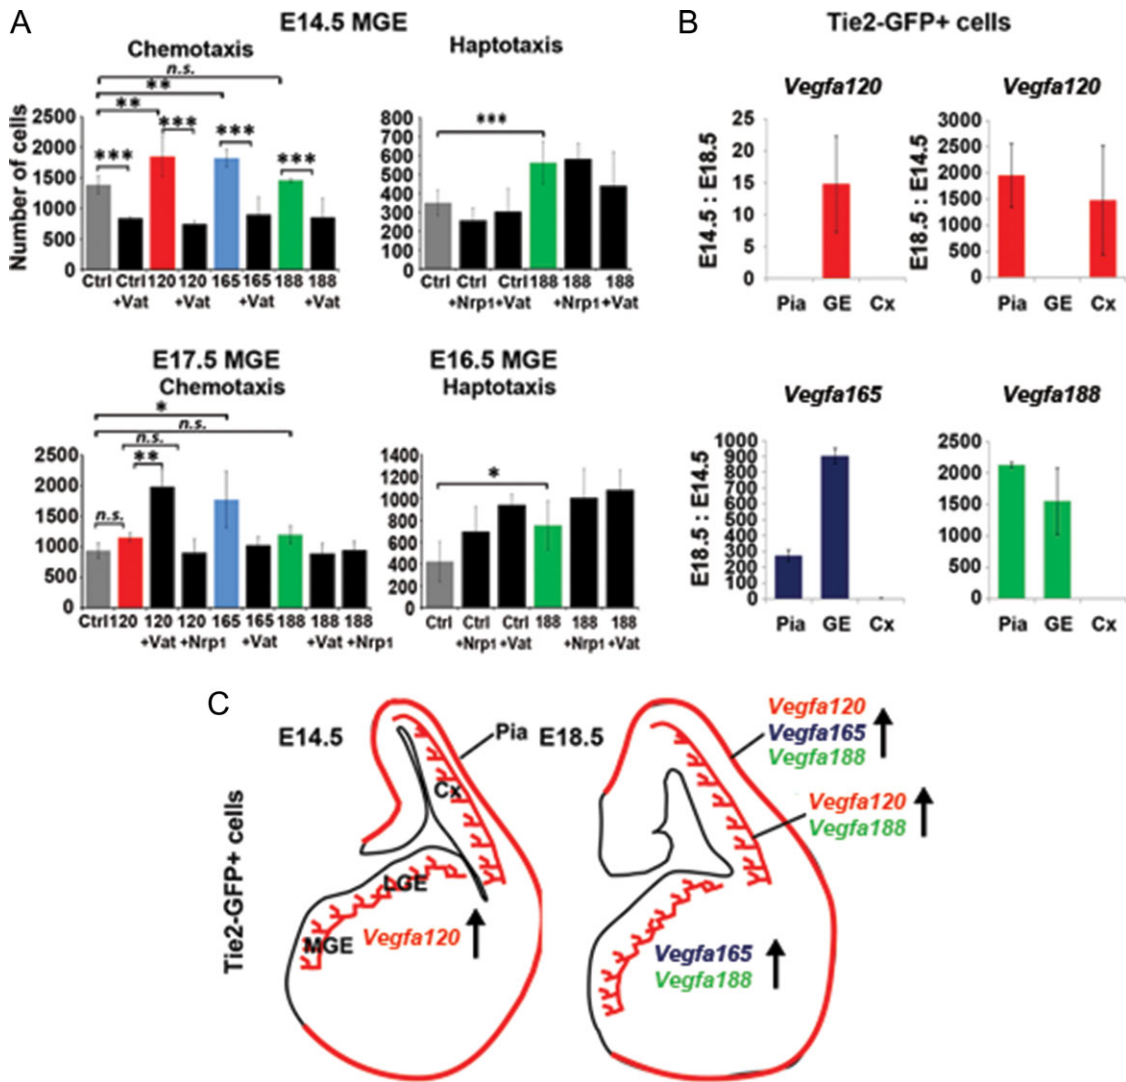 A
E14.5 MGE
Chemotaxis
Haptotaxis
n.s.
**
**
***
***
***
***
***
Number of cells
2500
2000
1500
1000
500
0
Ctrl Ctrl 120 120 165 165 188 188
+Vat +Vat +Vat +Vat
800
700
600
500
400
300
200
100
0
Ctrl Ctrl Ctrl 188 188 188
+Nrp1 +Vat +Nrp1 +Vat
E17.5 MGE
Chemotaxis
E16.5 MGE
Haptotaxis
*
n.s.
n.s.
**
n.s.
*
2500
2000
1500
1000
500
0
Ctrl 120 120 120 165 165 188 188 188
+Vat +Nrp1 +Vat +Vat +Nrp1
1400
1200
1000
800
600
400
200
0
Ctrl Ctrl Ctrl 188 188 188
+Nrp1 +Vat +Nrp1 +Vat
B
Tie2-GFP+ cells
Vegfa120
E14.5 : E18.5
25
20
15
10
5
0
Pia GE Cx
Vegfa120
E18.5 : E14.5
3000
2500
2000
1500
1000
500
0
Pia GE Cx
Vegfa165
E18.5 : E14.5
1000
900
800
700
600
500
400
300
200
100
0
Pia GE Cx
Vegfa188
2500
2000
1500
1000
500
0
Pia GE Cx
C
Tie2-GFP+ cells
E14.5
Pia
Cx
LGE
MGE
Vegfa120
E18.5
Vegfa120
Vegfa165
Vegfa188
Vegfa120
Vegfa188
Vegfa165
Vegfa188